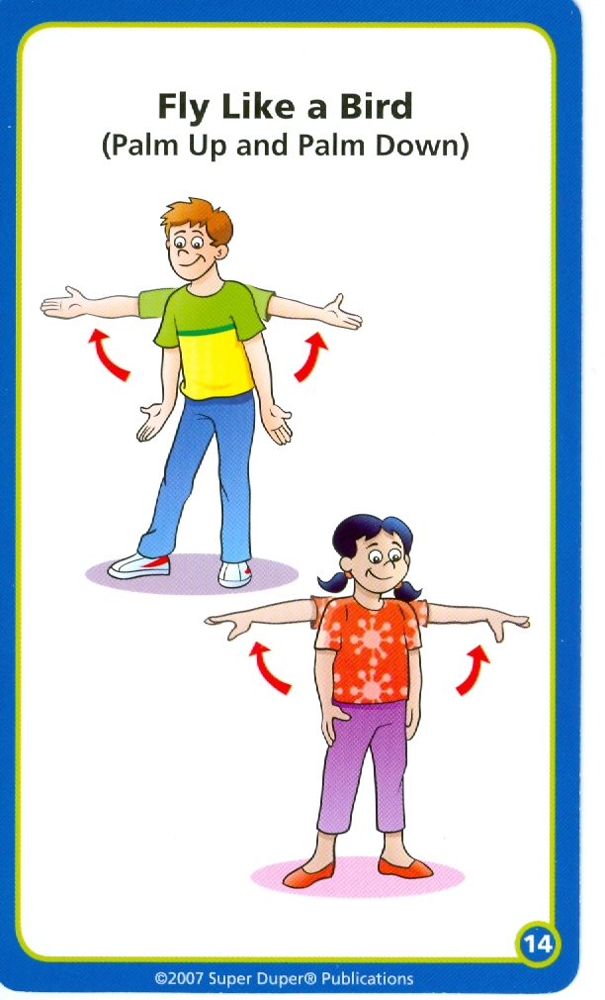 Fly Like a Bird
(Palm Up and Palm Down)
14
©2007 Super Duper® Publications